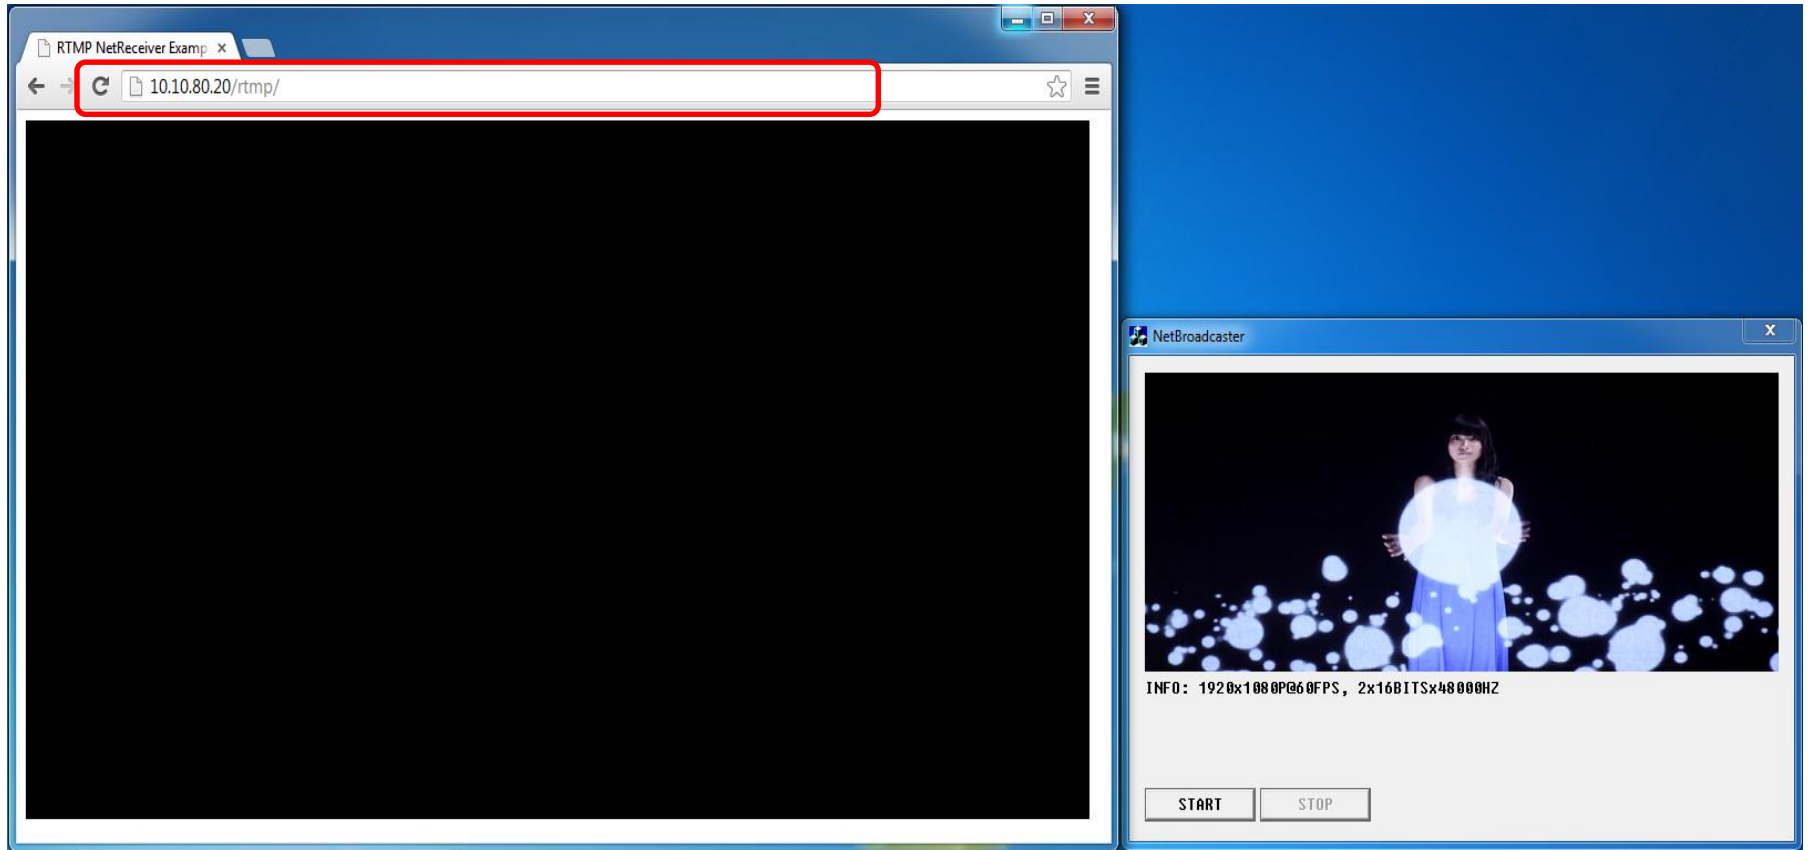 RTMP NetReceiver Examp
10.10.80.20/rtmp/
NetBroadcaster
INFO: 1920x1080P@60FPS, 2x16BITSx48000HZ
START
STOP